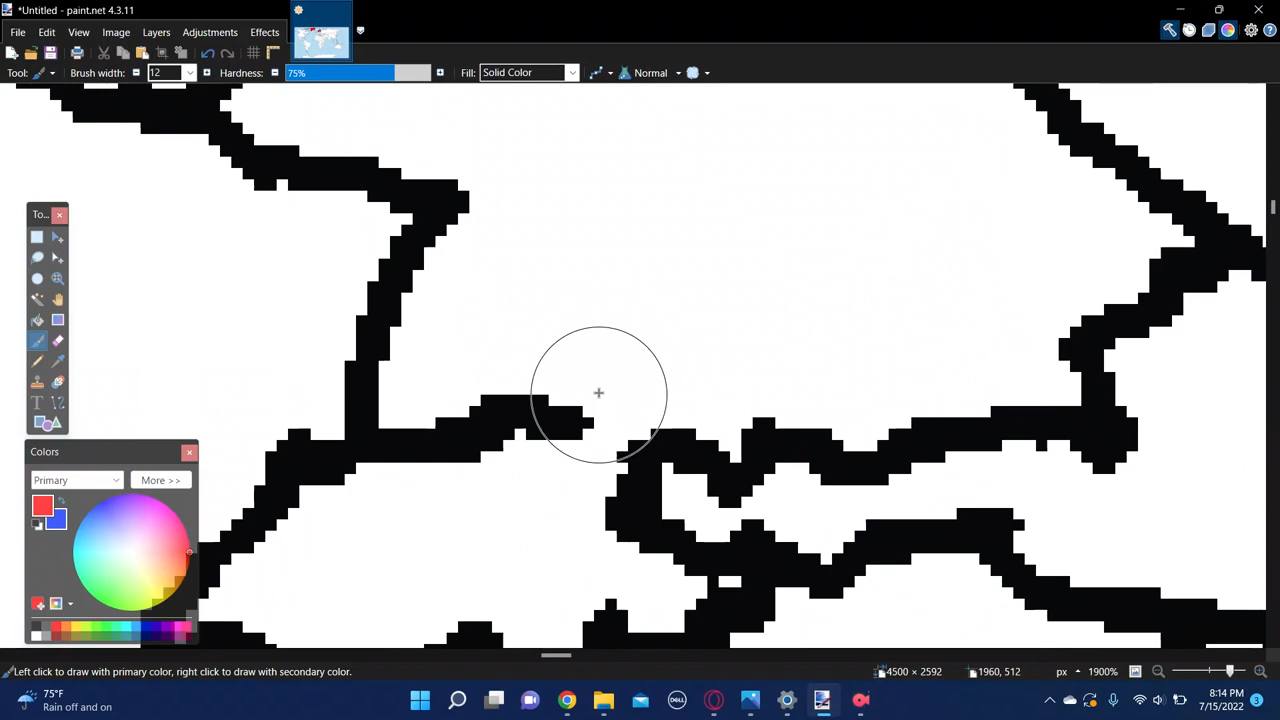 *Untitled - paint.net 4.3.11
File Edit View Image Layers Adjustments Effects
Tool: Brush width: 12 Hardness: 75% Fill: Solid Color Normal
To...
Colors
Primary More >>
Left click to draw with primary color, right click to draw with secondary color. 4500 × 2592 1960, 512 px 1900%
75°F
Rain off and on
DELL
8:14 PM
7/15/2022
3